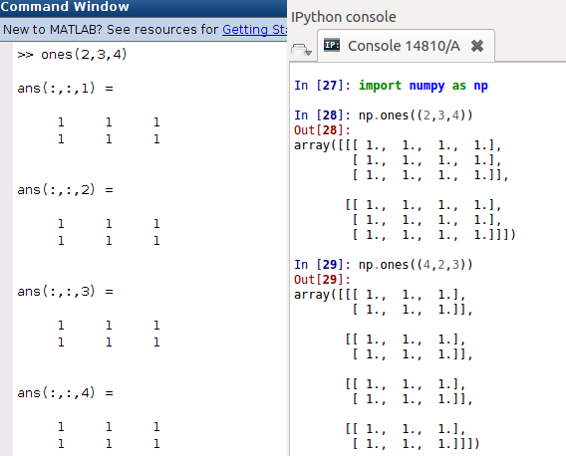 Command Window
New to MATLAB? See resources for Getting Sta
>> ones(2,3,4)
ans(:,:,1) =
1 1 1
1 1 1
ans(:,:,2) =
1 1 1
1 1 1
ans(:,:,3) =
1 1 1
1 1 1
ans(:,:,4) =
1 1 1
1 1 1
IPython console
IP: Console 14810/A
In [27]: import numpy as np
In [28]: np.ones((2,3,4))
Out[28]:
array([[[ 1., 1., 1., 1.],
[ 1., 1., 1., 1.],
[ 1., 1., 1., 1.]],
[[ 1., 1., 1., 1.],
[ 1., 1., 1., 1.],
[ 1., 1., 1., 1.]]])
In [29]: np.ones((4,2,3))
Out[29]:
array([[[ 1., 1., 1.],
[ 1., 1., 1.]],
[[ 1., 1., 1.],
[ 1., 1., 1.]],
[[ 1., 1., 1.],
[ 1., 1., 1.]],
[[ 1., 1., 1.],
[ 1., 1., 1.]]])